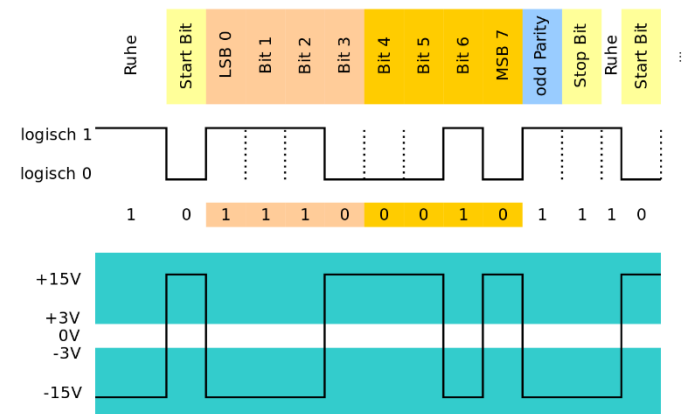 Ruhe Start Bit LSB 0 Bit 1 Bit 2 Bit 3 Bit 4 Bit 5 Bit 6 MSB 7 odd Parity Stop Bit Ruhe Start Bit ...
logisch 1
logisch 0
1 0 1 1 1 0 0 0 1 0 1 1 1 0
+15V
+3V
0V
-3V
-15V